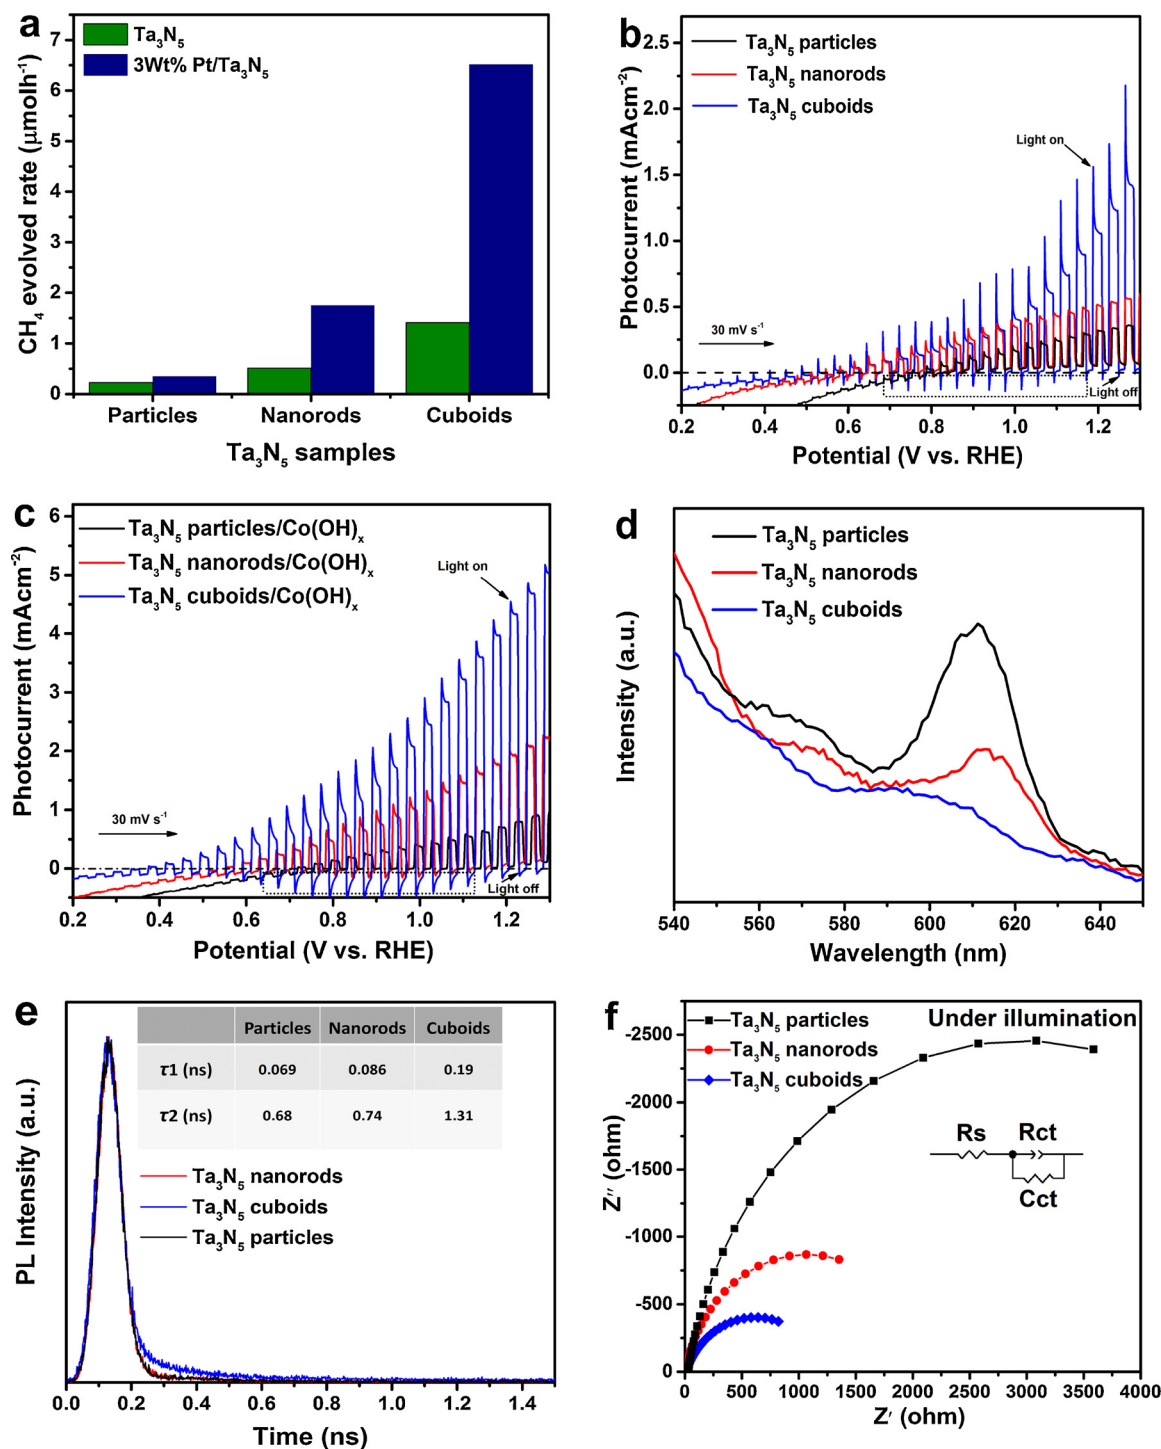 a
Ta₃N₅
3Wt% Pt/Ta₃N₅
7
6
5
4
3
2
1
0
CH₄ evolved rate (μmolh⁻¹)
Particles Nanorods Cuboids
Ta₃N₅ samples
b
Ta₃N₅ particles
Ta₃N₅ nanorods
Ta₃N₅ cuboids
Light on
30 mV s⁻¹
Light off
2.5
2.0
1.5
1.0
0.5
0.0
Photocurrent (mAcm⁻²)
0.2 0.4 0.6 0.8 1.0 1.2
Potential (V vs. RHE)
c
Ta₃N₅ particles/Co(OH)ₓ
Ta₃N₅ nanorods/Co(OH)ₓ
Ta₃N₅ cuboids/Co(OH)ₓ
Light on
30 mV s⁻¹
Light off
6
5
4
3
2
1
0
Photocurrent (mAcm⁻²)
0.2 0.4 0.6 0.8 1.0 1.2
Potential (V vs. RHE)
d
Ta₃N₅ particles
Ta₃N₅ nanorods
Ta₃N₅ cuboids
Intensity (a.u.)
540 560 580 600 620 640
Wavelength (nm)
e
Particles Nanorods Cuboids
τ1 (ns) 0.069 0.086 0.19
τ2 (ns) 0.68 0.74 1.31
Ta₃N₅ nanorods
Ta₃N₅ cuboids
Ta₃N₅ particles
PL Intensity (a.u.)
0.0 0.2 0.4 0.6 0.8 1.0 1.2 1.4
Time (ns)
f
Ta₃N₅ particles
Ta₃N₅ nanorods
Ta₃N₅ cuboids
Under illumination
Rs Rct
Cct
-2500
-2000
-1500
-1000
-500
0
Z′′ (ohm)
0 500 1000 1500 2000 2500 3000 3500 4000
Z′ (ohm)